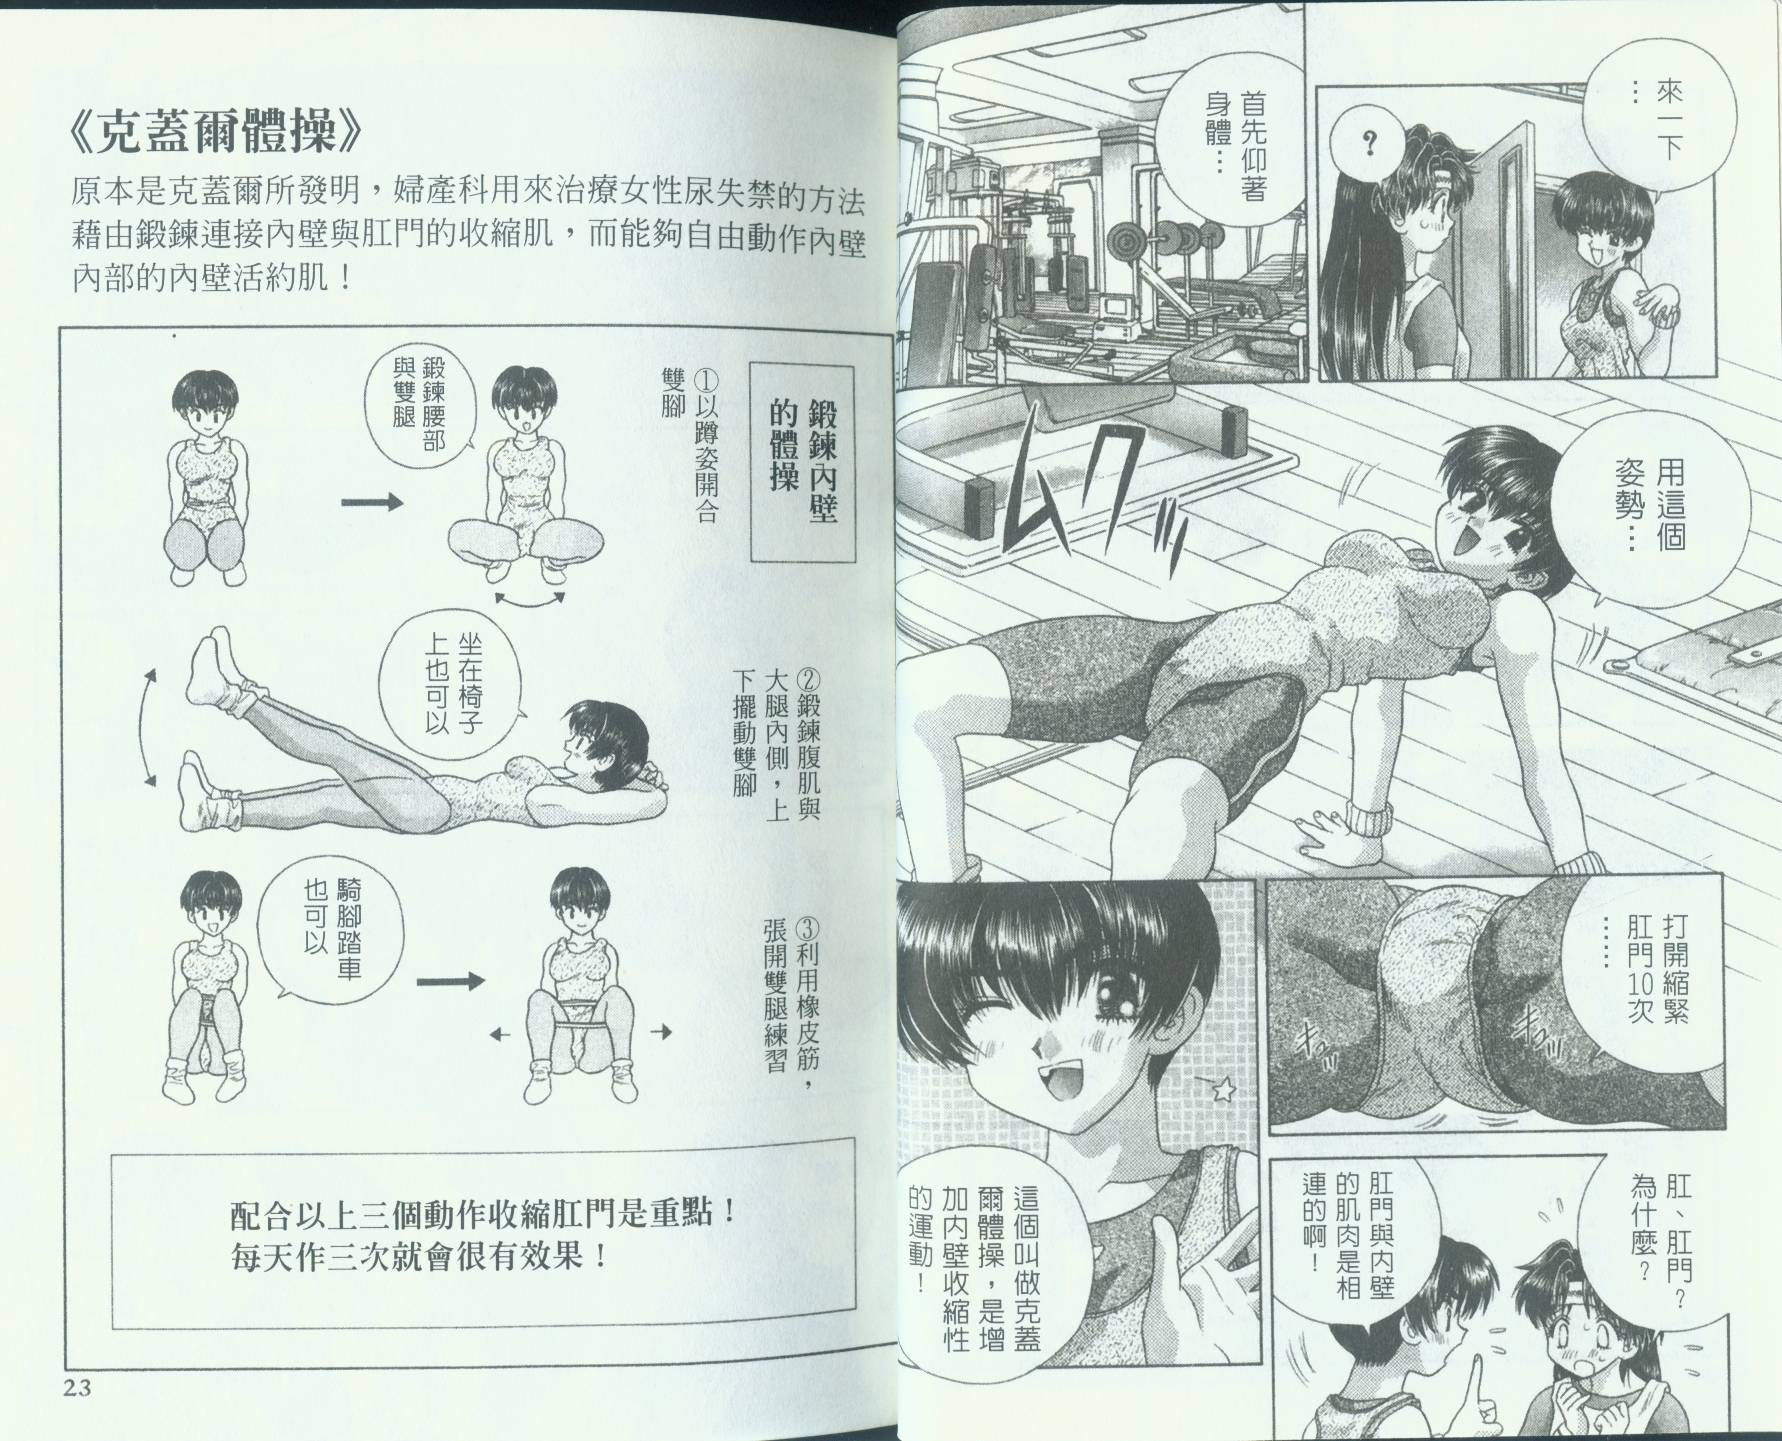 來一下
…
?
首先仰著
身體…
用這個
姿勢…
ムクッ
打開縮緊
肛門10次
……
キュッ
キュッ
這個叫做克蓋
爾體操，是增
加內壁收縮性
的運動！
肛、肛門？
為什麼？
肛門與內壁
的肌肉是相
連的啊！
《克蓋爾體操》
原本是克蓋爾所發明，婦產科用來治療女性尿失禁的方法
藉由鍛鍊連接內壁與肛門的收縮肌，而能夠自由動作內壁
內部的內壁活約肌！
鍛鍊內壁
的體操
①以蹲姿開合
雙腳
鍛鍊腰部
與雙腿
②鍛鍊腹肌與
大腿內側，上
下擺動雙腳
坐在椅子
上也可以
③利用橡皮筋，
張開雙腿練習
騎腳踏車
也可以
配合以上三個動作收縮肛門是重點！
每天作三次就會很有效果！
23